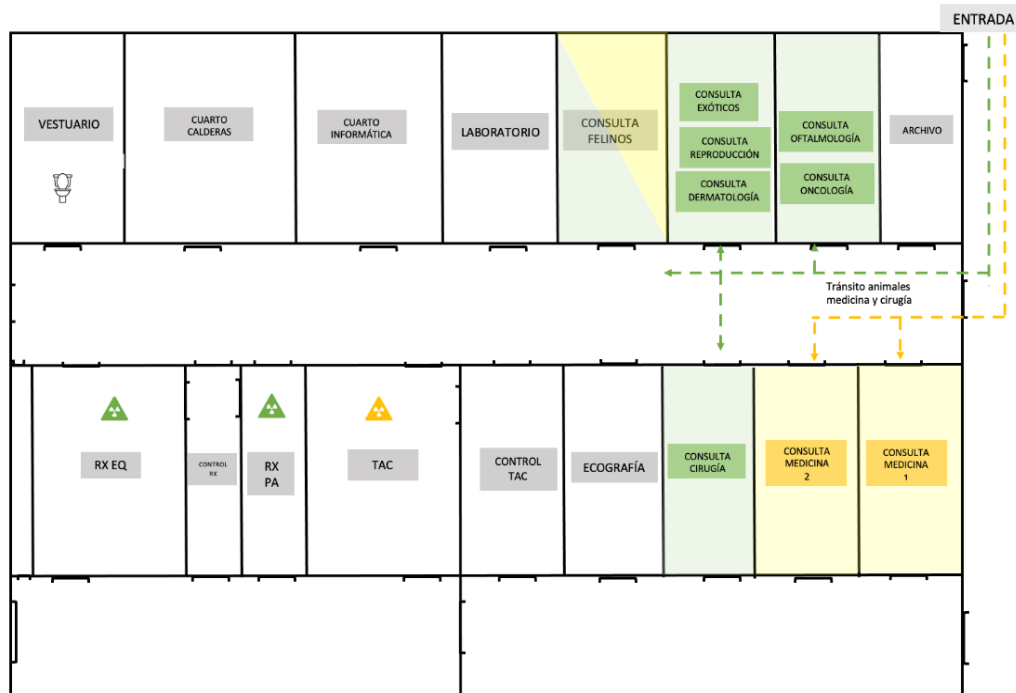 ENTRADA
VESTUARIO
CUARTO
CALDERAS
CUARTO
INFORMÁTICA
LABORATORIO
CONSULTA
FELINOS
CONSULTA
EXÓTICOS
CONSULTA
REPRODUCCIÓN
CONSULTA
DERMATOLOGÍA
CONSULTA
OFTALMOLOGÍA
CONSULTA
ONCOLOGÍA
ARCHIVO
Tránsito animales
medicina y cirugía
RX EQ
CONTROL
RX
RX
PA
TAC
CONTROL
TAC
ECOGRAFÍA
CONSULTA
CIRUGÍA
CONSULTA
MEDICINA
2
CONSULTA
MEDICINA
1